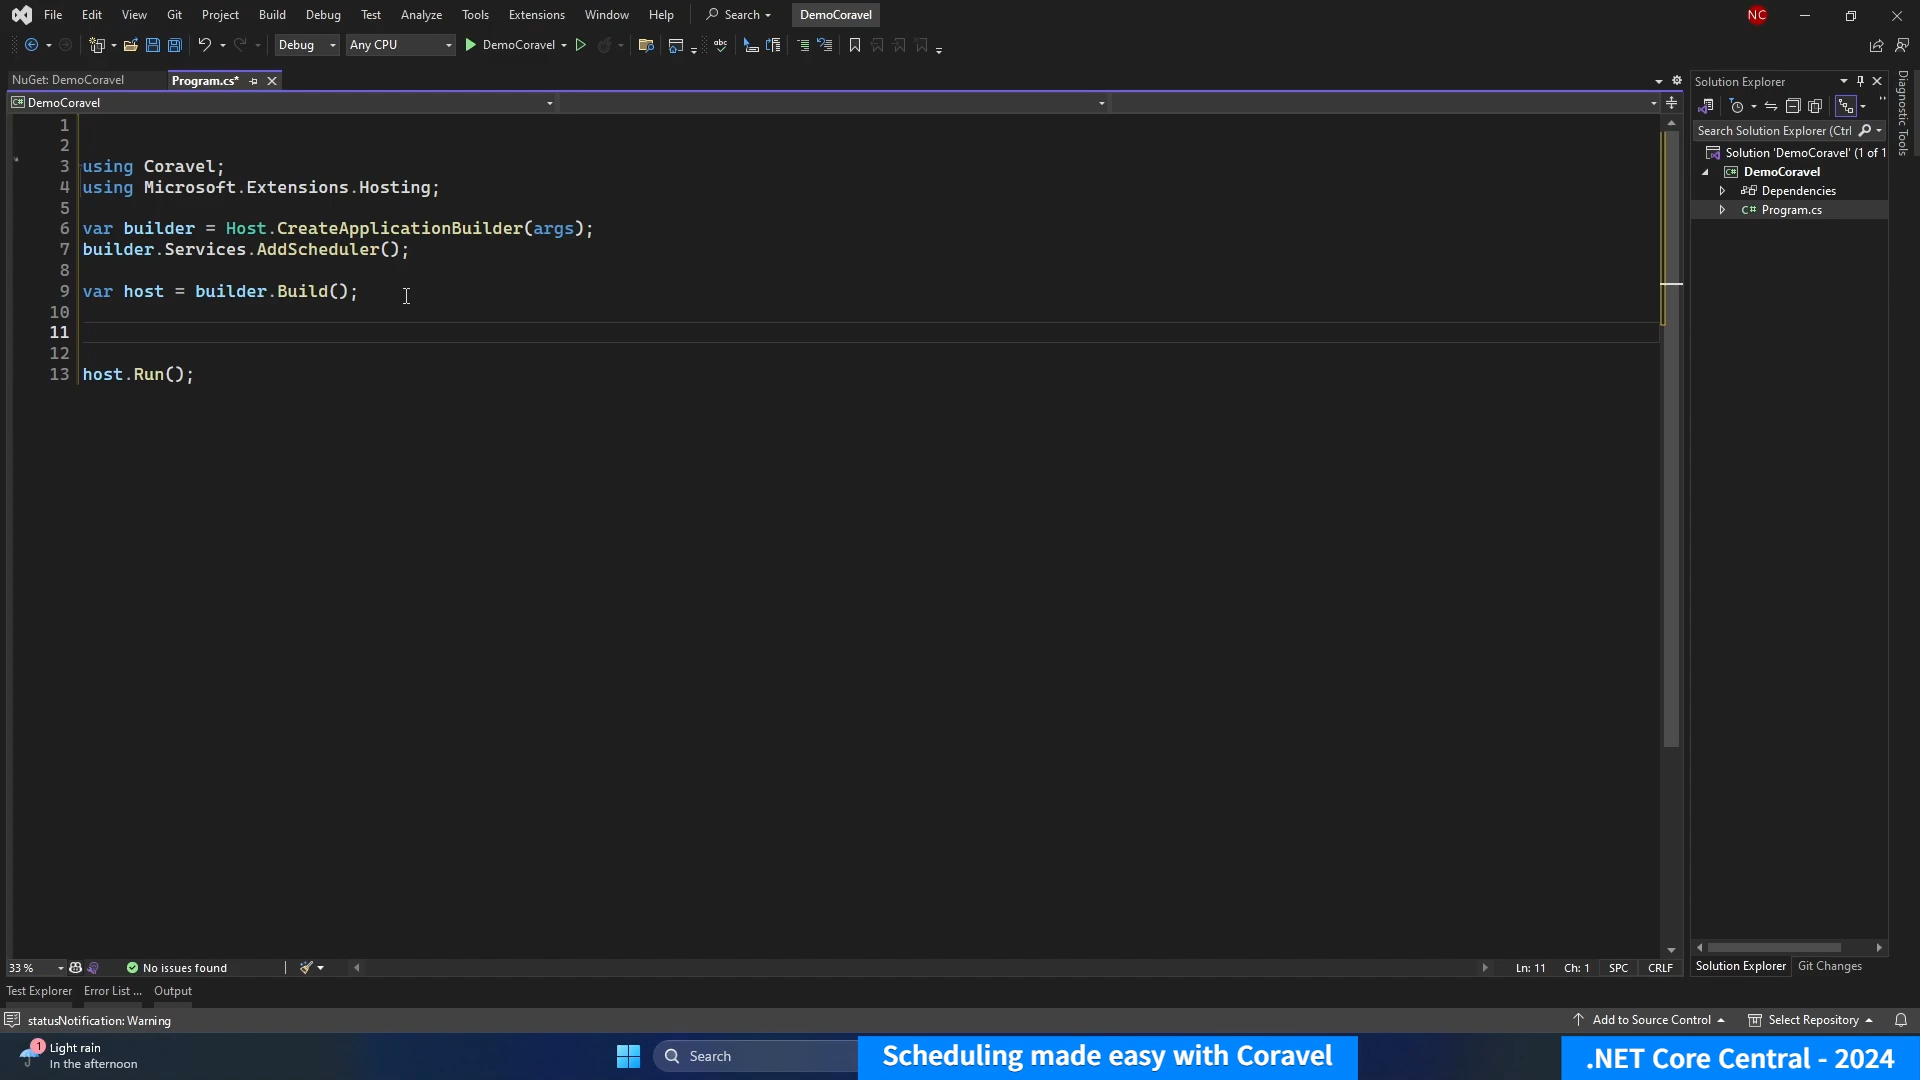 File Edit View Git Project Build Debug Test Analyze Tools Extensions Window Help Search DemoCoravel NC
Debug Any CPU DemoCoravel
NuGet: DemoCoravel Program.cs*
C# DemoCoravel
1
2
3 using Coravel;
4 using Microsoft.Extensions.Hosting;
5
6 var builder = Host.CreateApplicationBuilder(args);
7 builder.Services.AddScheduler();
8
9 var host = builder.Build();
10
11
12
13 host.Run();
Solution Explorer
Search Solution Explorer (Ctrl
Solution 'DemoCoravel' (1 of 1
C# DemoCoravel
Dependencies
C# Program.cs
Diagnostic Tools
33 % No issues found Ln: 11 Ch: 1 SPC CRLF
Solution Explorer Git Changes
Test Explorer Error List ... Output
statusNotification: Warning Add to Source Control Select Repository
1 Light rain
In the afternoon
Search
Scheduling made easy with Coravel
.NET Core Central - 2024